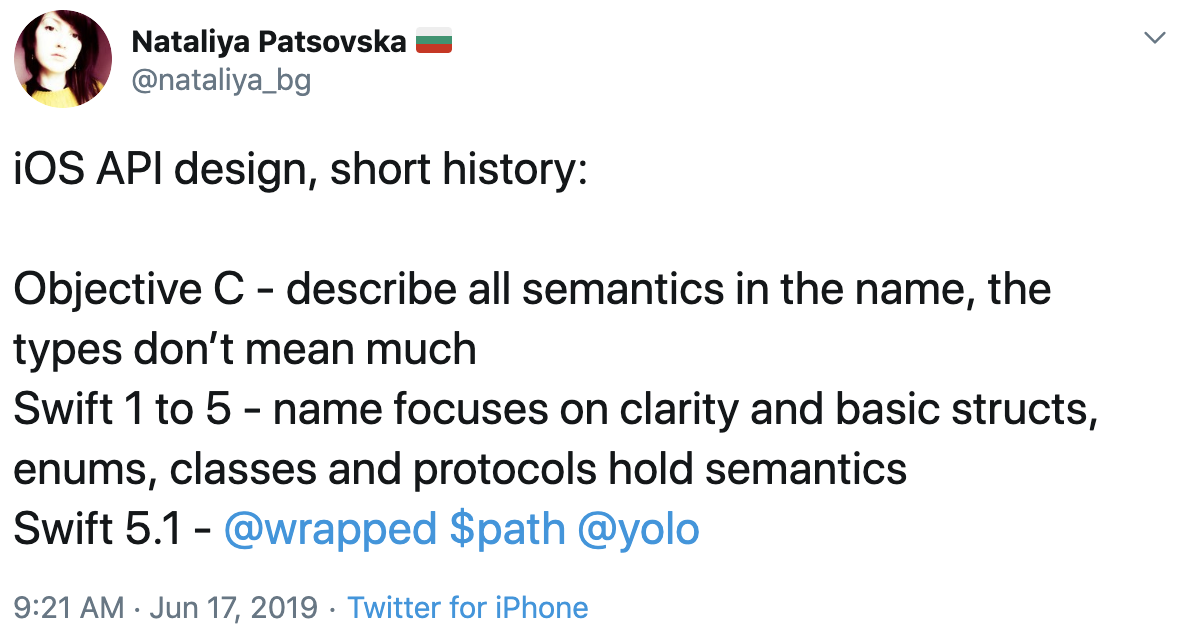 Nataliya Patsovska 🇧🇬
@nataliya_bg
iOS API design, short history:
Objective C - describe all semantics in the name, the
types don’t mean much
Swift 1 to 5 - name focuses on clarity and basic structs,
enums, classes and protocols hold semantics
Swift 5.1 - @wrapped $path @yolo
9:21 AM · Jun 17, 2019 · Twitter for iPhone